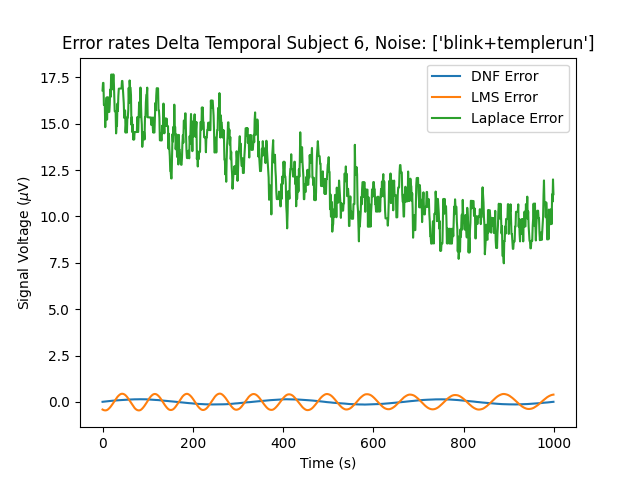 Error rates Delta Temporal Subject 6, Noise: ['blink+templerun']
DNF Error
LMS Error
Laplace Error
Signal Voltage (μV)
17.5
15.0
12.5
10.0
7.5
5.0
2.5
0.0
0
200
400
600
800
1000
Time (s)